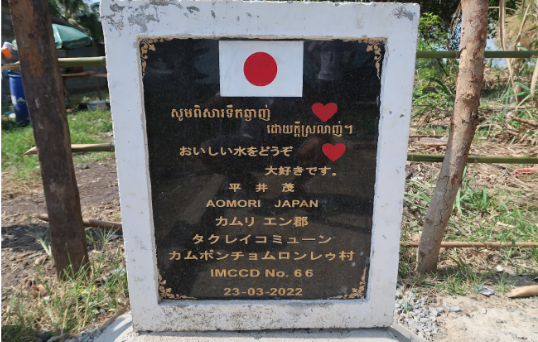 សូមពិសារទឹកឆ្ងាញ់
ដោយក្ដីស្រលាញ់។
おいしい水をどうぞ
大好きです。
平井茂
AOMORI JAPAN
カムリ エン郡
タクレイコミューン
カムポンチョムロンレゥ村
IMCCD No. 66
23-03-2022